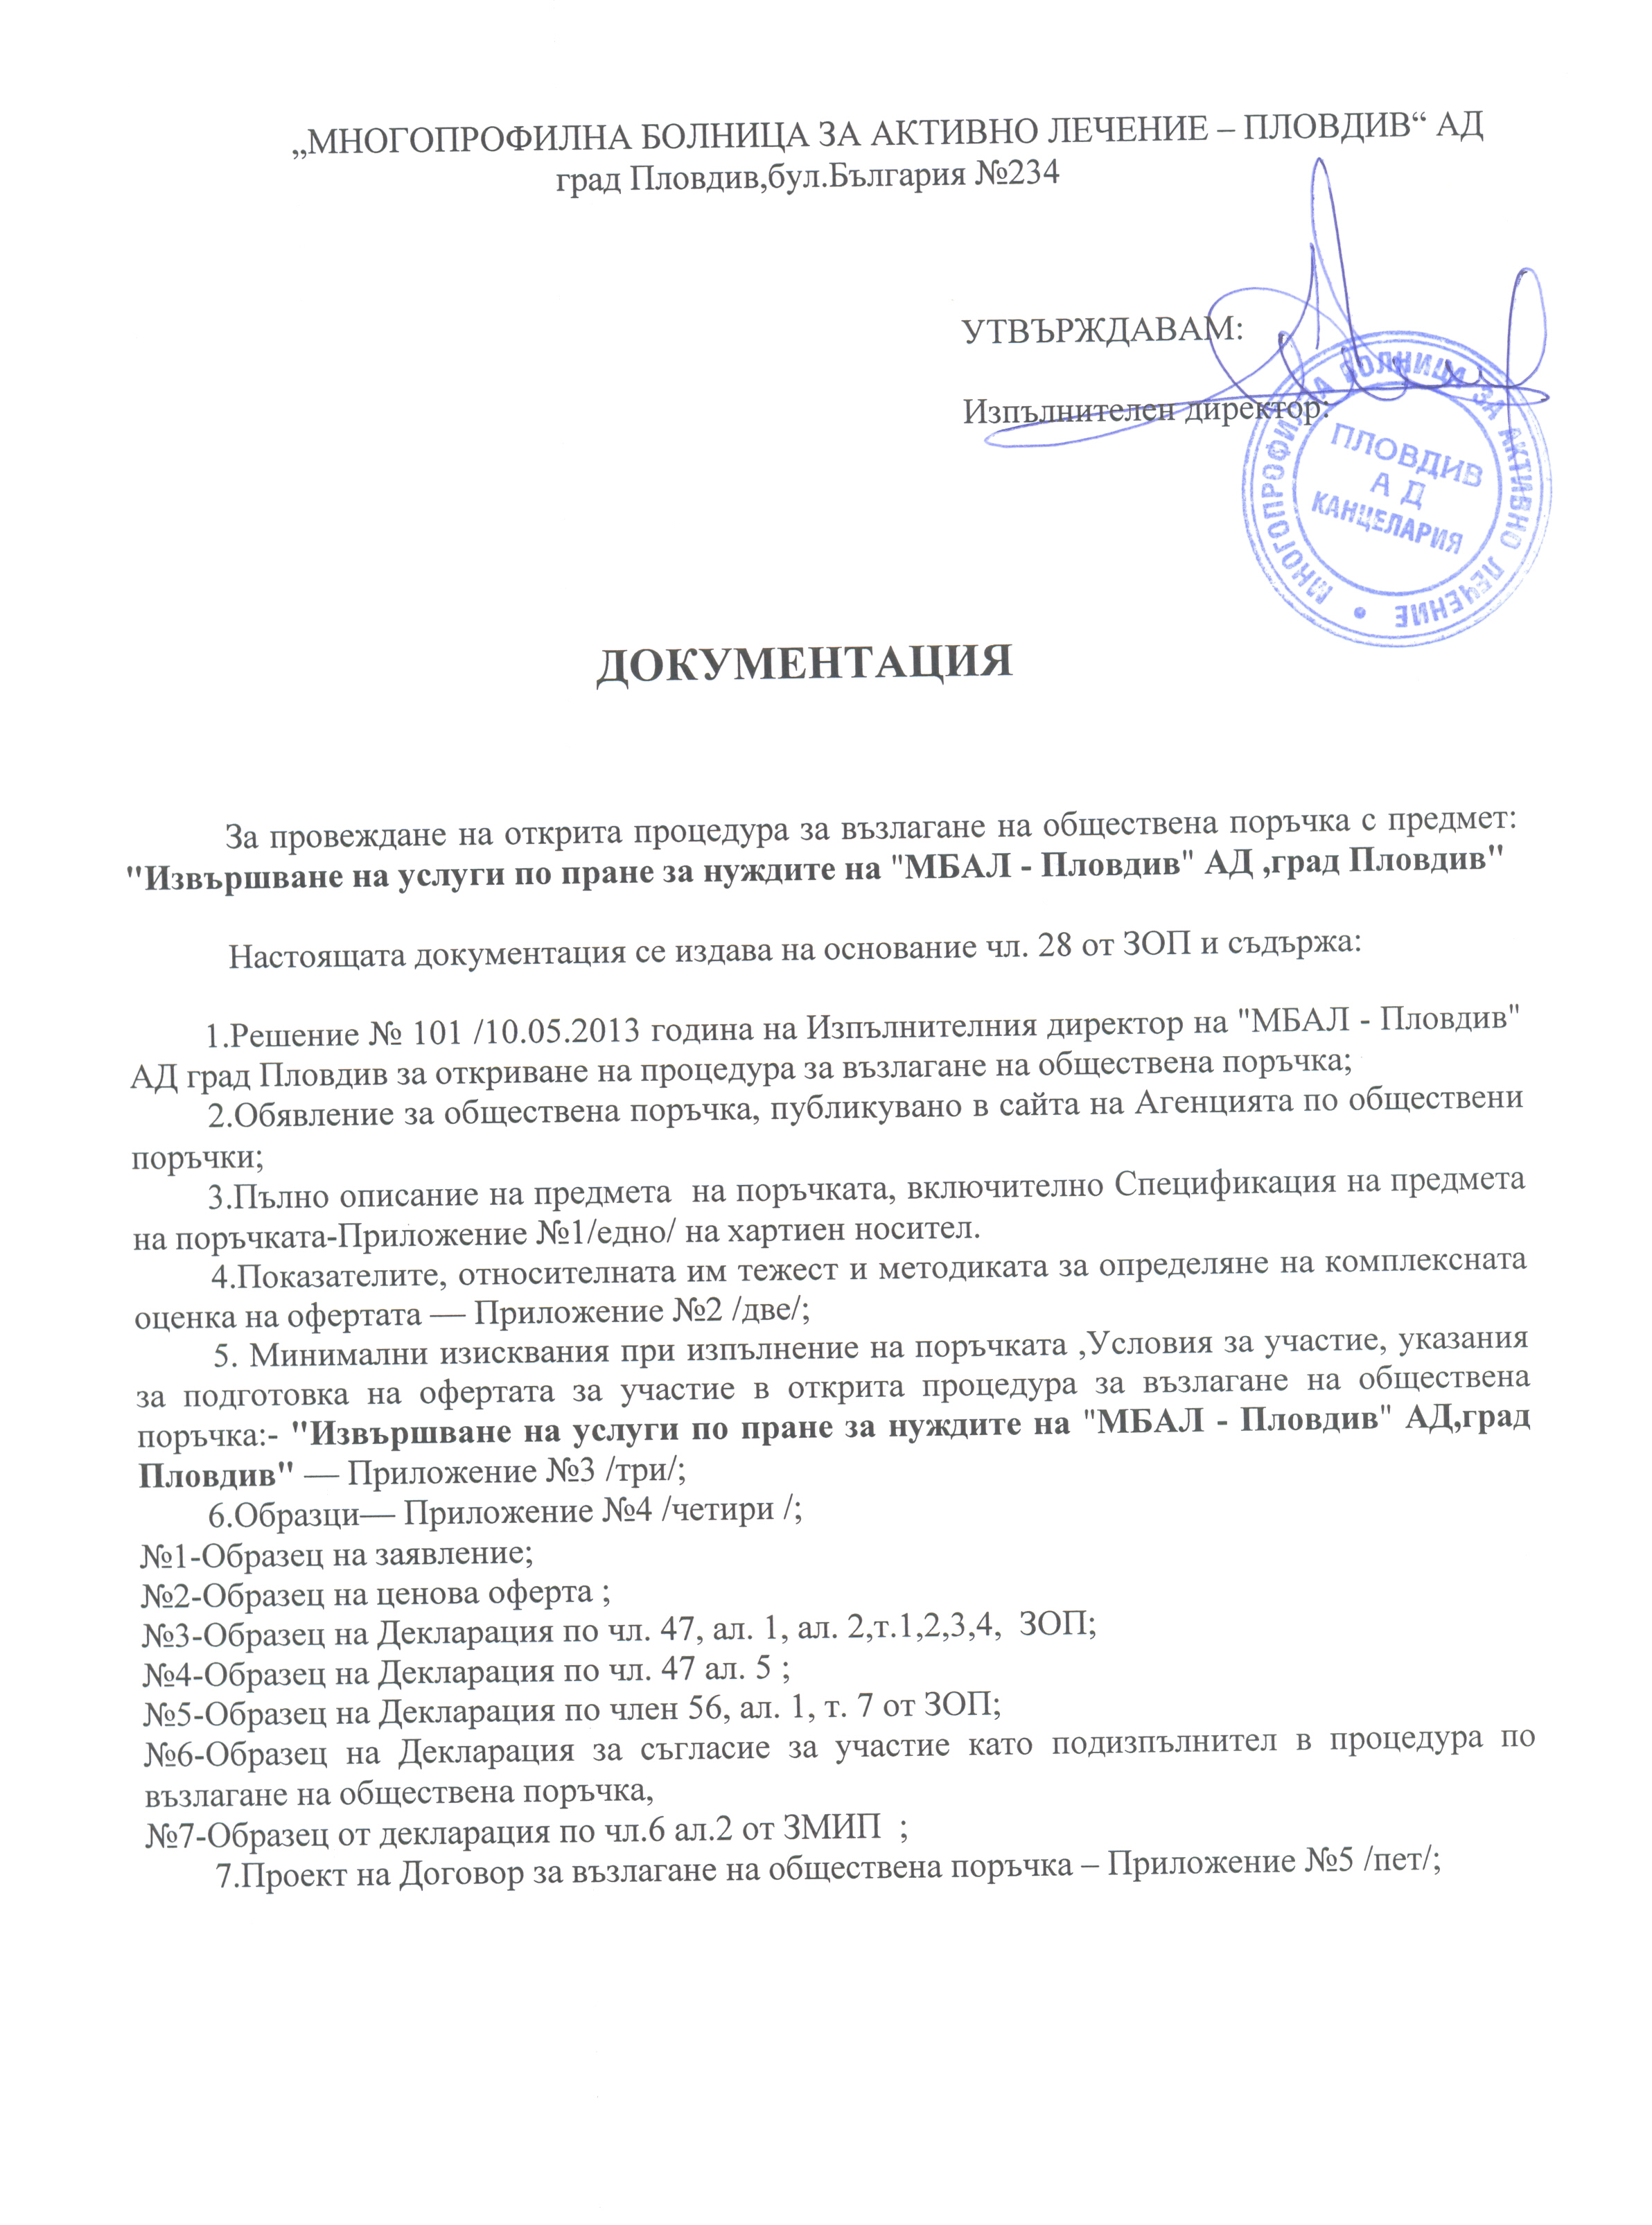 „МНОГОПРОФИЛНА БОЛНИЦА ЗА АКТИВНО ЛЕЧЕНИЕ – ПЛОВДИВ“ АД
град Пловдив,бул.България №234
УТВЪРЖДАВАМ:
Изпълнителен директор:
МНОГОПРОФИЛНА БОЛНИЦА ЗА АКТИВНО ЛЕЧЕНИЕ •
ПЛОВДИВ
А Д
КАНЦЕЛАРИЯ
ДОКУМЕНТАЦИЯ
За провеждане на открита процедура за възлагане на обществена поръчка с предмет:
"Извършване на услуги по пране за нуждите на "МБАЛ - Пловдив" АД ,град Пловдив"
Настоящата документация се издава на основание чл. 28 от ЗОП и съдържа:
1.Решение № 101 /10.05.2013 година на Изпълнителния директор на "МБАЛ - Пловдив"
АД град Пловдив за откриване на процедура за възлагане на обществена поръчка;
2.Обявление за обществена поръчка, публикувано в сайта на Агенцията по обществени
поръчки;
3.Пълно описание на предмета  на поръчката, включително Спецификация на предмета
на поръчката-Приложение №1/едно/ на хартиен носител.
4.Показателите, относителната им тежест и методиката за определяне на комплексната
оценка на офертата — Приложение №2 /две/;
5. Минимални изисквания при изпълнение на поръчката ,Условия за участие, указания
за подготовка на офертата за участие в открита процедура за възлагане на обществена
поръчка:- "Извършване на услуги по пране за нуждите на "МБАЛ - Пловдив" АД,град
Пловдив" — Приложение №3 /три/;
6.Образци— Приложение №4 /четири /;
№1-Образец на заявление;
№2-Образец на ценова оферта ;
№3-Образец на Декларация по чл. 47, ал. 1, ал. 2,т.1,2,3,4,  ЗОП;
№4-Образец на Декларация по чл. 47 ал. 5 ;
№5-Образец на Декларация по член 56, ал. 1, т. 7 от ЗОП;
№6-Образец на Декларация за съгласие за участие като подизпълнител в процедура по
възлагане на обществена поръчка,
№7-Образец от декларация по чл.6 ал.2 от ЗМИП  ;
7.Проект на Договор за възлагане на обществена поръчка – Приложение №5 /пет/;